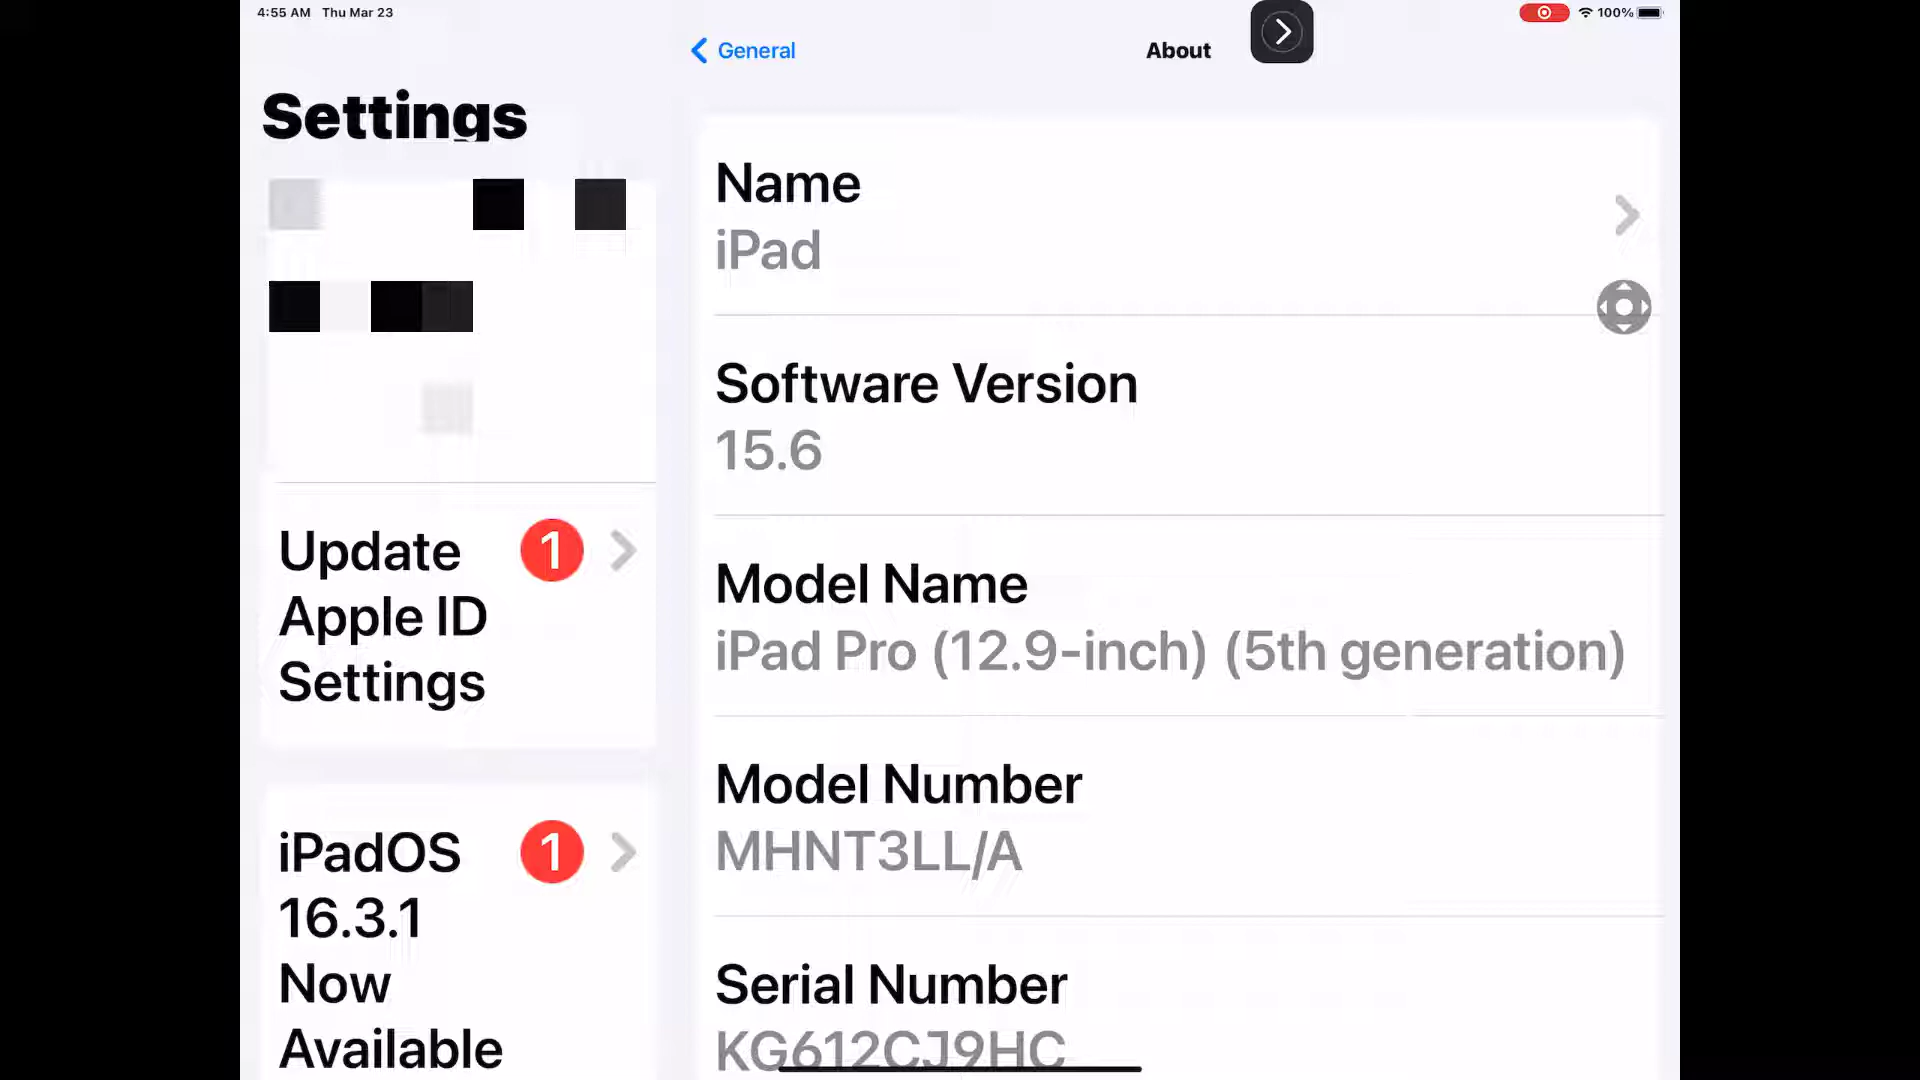 4:55 AM Thu Mar 23
100%
General
About
Settings
Update
Apple ID
Settings
1
iPadOS
16.3.1
Now
Available
1
Name
iPad
Software Version
15.6
Model Name
iPad Pro (12.9-inch) (5th generation)
Model Number
MHNT3LL/A
Serial Number
KG612CJ9HC